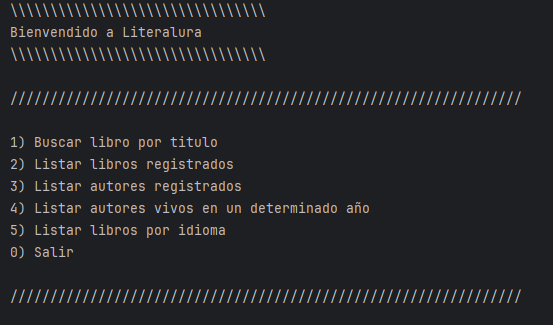 \\\\\\\\\\\\\\\\\\\\\\\\\\\\\\\\
Bienvendido a Literalura
\\\\\\\\\\\\\\\\\\\\\\\\\\\\\\\\
////////////////////////////////////////////////////////////////
1) Buscar libro por titulo
2) Listar libros registrados
3) Listar autores registrados
4) Listar autores vivos en un determinado año
5) Listar libros por idioma
0) Salir
////////////////////////////////////////////////////////////////